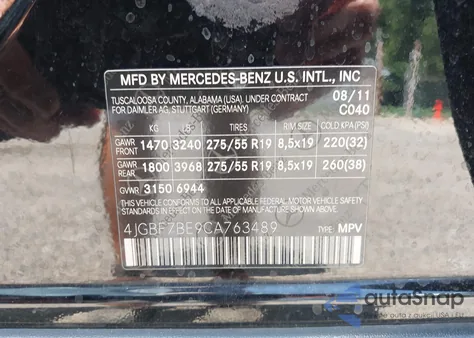 MFD BY MERCEDES-BENZ U.S. INTL., INC
TUSCALOOSA COUNTY, ALABAMA (USA). UNDER CONTRACT 08/11
FOR DAIMLER AG, STUTTGART (GERMANY) C040
KG LB TIRES RIM SIZE COLD KPA (PSI)
GAWR FRONT 1470 3240 275/55 R19 8,5x19 220(32)
GAWR REAR 1800 3968 275/55 R19 8,5x19 260(38)
GVWR 3150 6944
THIS VEHICLE CONFORMS TO ALL APPLICABLE FEDERAL MOTOR VEHICLE
SAFETY STANDARDS IN EFFECT ON THE DATE OF MANUFACTURE SHOWN ABOVE.
4JGBF7BE9CA763489 TYPE: MPV
autoSnap